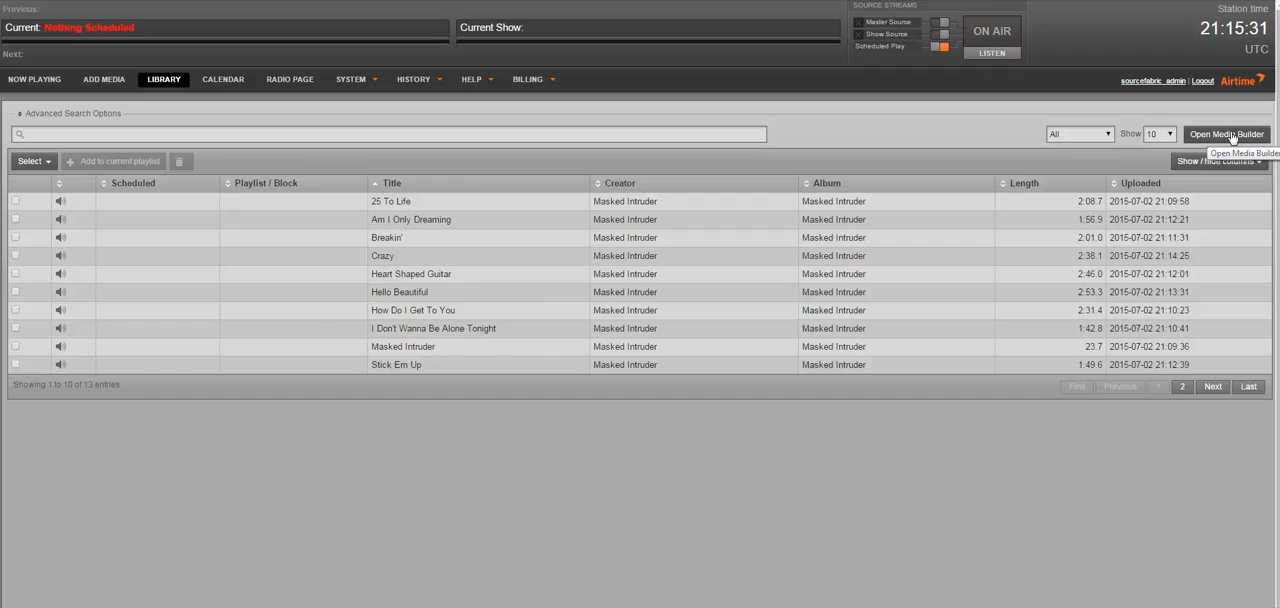 Previous:
Current: Nothing Scheduled
Next:
Current Show:
SOURCE STREAMS
Master Source
Show Source
Scheduled Play
ON AIR
LISTEN
Station time
21:15:31
UTC
NOW PLAYING ADD MEDIA LIBRARY CALENDAR RADIO PAGE SYSTEM HISTORY HELP BILLING
sourcefabric_admin | Logout Airtime
Advanced Search Options
All Show 10 Open Media Builder
Open Media Builder
Select Add to current playlist Show / hide columns
Scheduled Playlist / Block Title Creator Album Length Uploaded
25 To Life Masked Intruder Masked Intruder 2:08.7 2015-07-02 21:09:58
Am I Only Dreaming Masked Intruder Masked Intruder 1:56.9 2015-07-02 21:12:21
Breakin' Masked Intruder Masked Intruder 2:01.0 2015-07-02 21:11:31
Crazy Masked Intruder Masked Intruder 2:38.1 2015-07-02 21:14:25
Heart Shaped Guitar Masked Intruder Masked Intruder 2:46.0 2015-07-02 21:12:01
Hello Beautiful Masked Intruder Masked Intruder 2:53.3 2015-07-02 21:13:31
How Do I Get To You Masked Intruder Masked Intruder 2:31.4 2015-07-02 21:10:23
I Don't Wanna Be Alone Tonight Masked Intruder Masked Intruder 1:42.8 2015-07-02 21:10:41
Masked Intruder Masked Intruder Masked Intruder 23.7 2015-07-02 21:09:36
Stick Em Up Masked Intruder Masked Intruder 1:49.6 2015-07-02 21:12:39
Showing 1 to 10 of 13 entries First Previous 1 2 Next Last